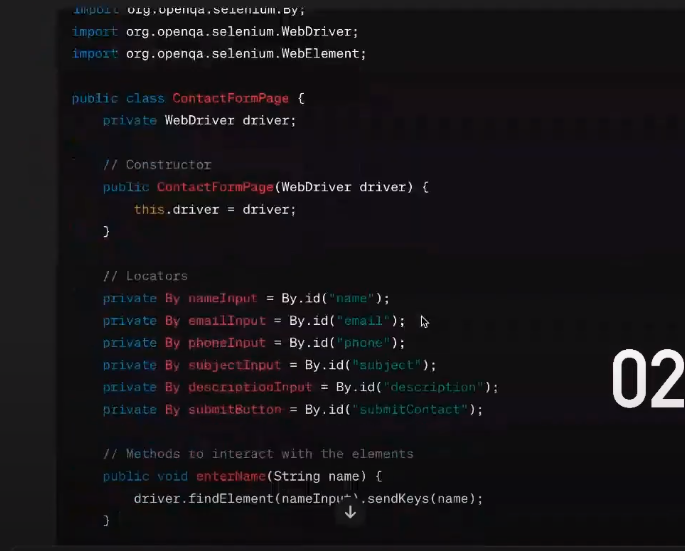 import org.openqa.selenium.By;
import org.openqa.selenium.WebDriver;
import org.openqa.selenium.WebElement;
public class ContactFormPage {
private WebDriver driver;
// Constructor
public ContactFormPage(WebDriver driver) {
this.driver = driver;
}
// Locators
private By nameInput = By.id("name");
private By emailInput = By.id("email");
private By phoneInput = By.id("phone");
private By subjectInput = By.id("subject");
private By descriptionInput = By.id("description");
private By submitButton = By.id("submitContact");
02
// Methods to interact with the elements
public void enterName(String name) {
driver.findElement(nameInput).sendKeys(name);
}